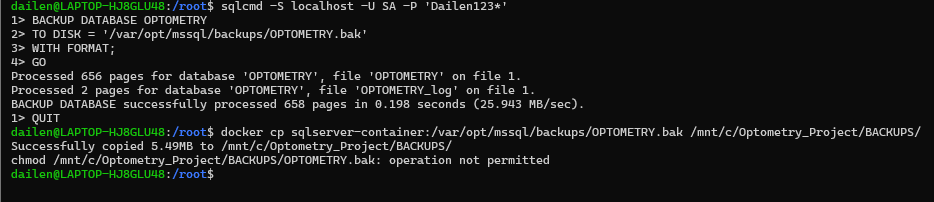 dailen@LAPTOP-HJ8GLU48:/root$ sqlcmd -S localhost -U SA -P 'Dailen123*'
1> BACKUP DATABASE OPTOMETRY
2> TO DISK = '/var/opt/mssql/backups/OPTOMETRY.bak'
3> WITH FORMAT;
4> GO
Processed 656 pages for database 'OPTOMETRY', file 'OPTOMETRY' on file 1.
Processed 2 pages for database 'OPTOMETRY', file 'OPTOMETRY_log' on file 1.
BACKUP DATABASE successfully processed 658 pages in 0.198 seconds (25.943 MB/sec).
1> QUIT
dailen@LAPTOP-HJ8GLU48:/root$ docker cp sqlserver-container:/var/opt/mssql/backups/OPTOMETRY.bak /mnt/c/Optometry_Project/BACKUPS/
Successfully copied 5.49MB to /mnt/c/Optometry_Project/BACKUPS/
chmod /mnt/c/Optometry_Project/BACKUPS/OPTOMETRY.bak: operation not permitted
dailen@LAPTOP-HJ8GLU48:/root$